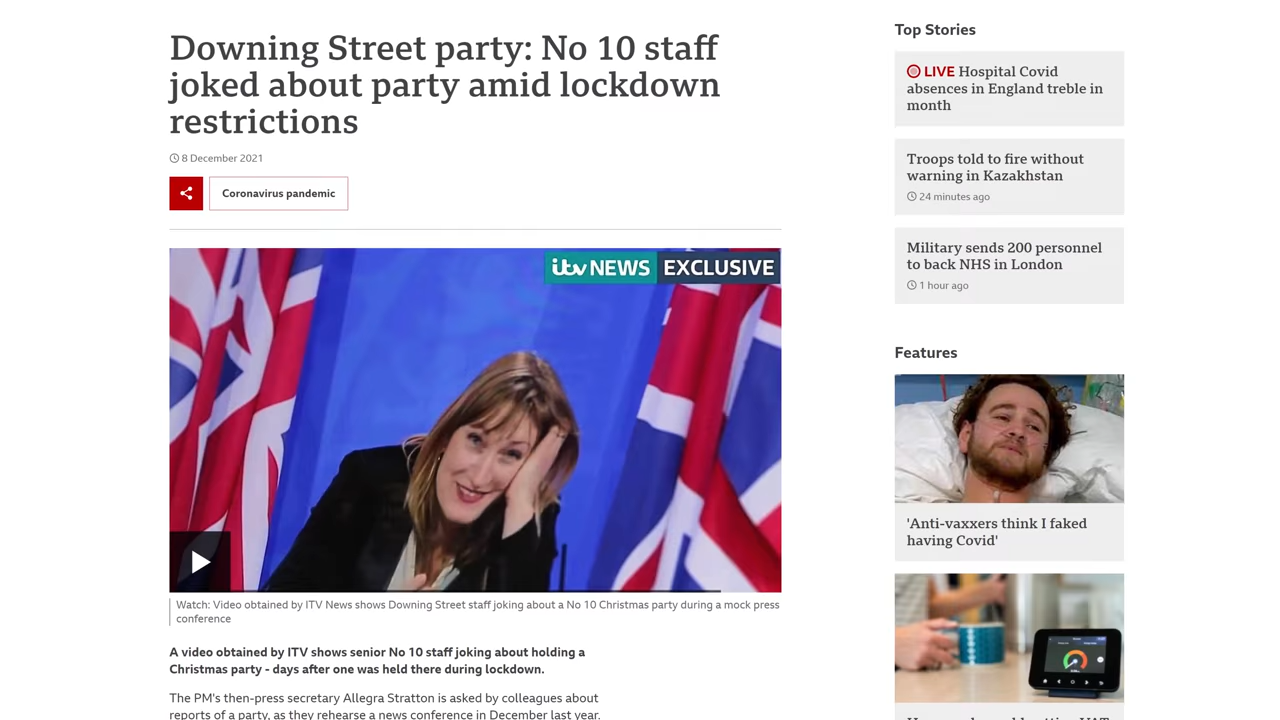 Downing Street party: No 10 staff
joked about party amid lockdown
restrictions
8 December 2021
Coronavirus pandemic
itv NEWS EXCLUSIVE
Watch: Video obtained by ITV News shows Downing Street staff joking about a No 10 Christmas party during a mock press
conference
A video obtained by ITV shows senior No 10 staff joking about holding a
Christmas party - days after one was held there during lockdown.
The PM's then-press secretary Allegra Stratton is asked by colleagues about
reports of a party, as they rehearse a news conference in December last year.
Top Stories
LIVE Hospital Covid
absences in England treble in
month
Troops told to fire without
warning in Kazakhstan
24 minutes ago
Military sends 200 personnel
to back NHS in London
1 hour ago
Features
'Anti-vaxxers think I faked
having Covid'